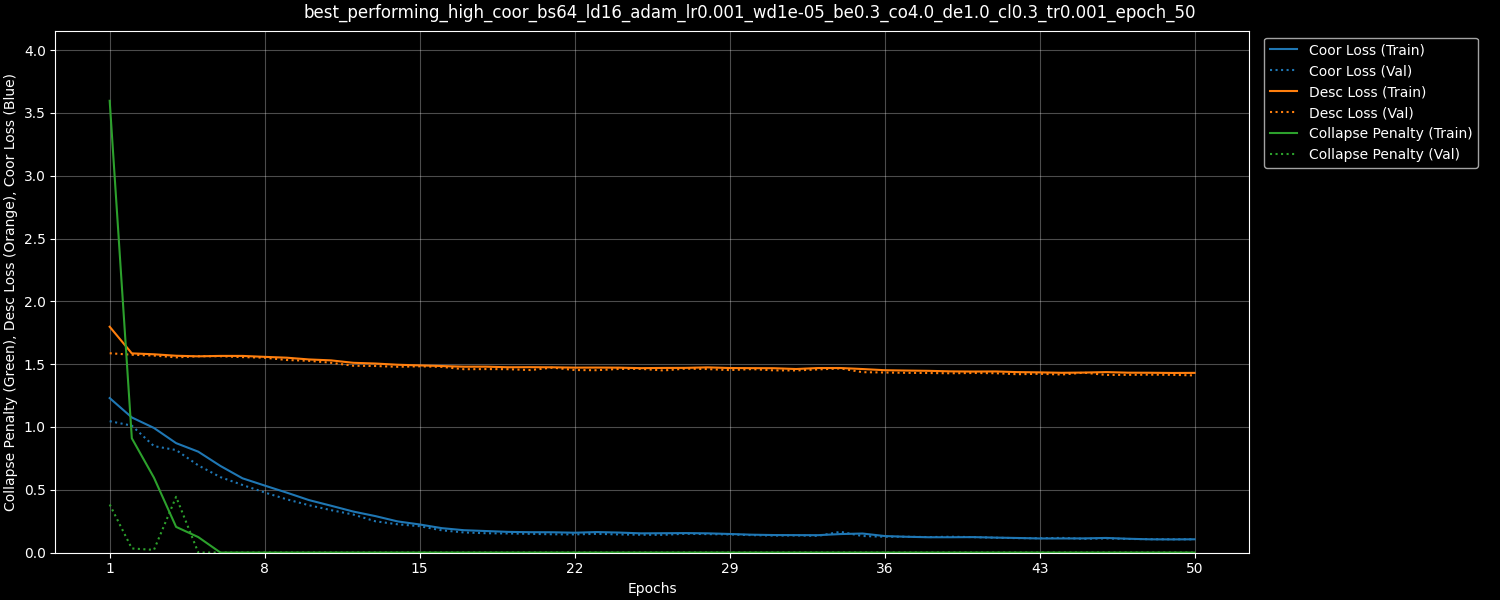 best_performing_high_coor_bs64_ld16_adam_lr0.001_wd1e-05_be0.3_co4.0_de1.0_cl0.3_tr0.001_epoch_50
Collapse Penalty (Green), Desc Loss (Orange), Coor Loss (Blue)
4.0
3.5
3.0
2.5
2.0
1.5
1.0
0.5
0.0
1 8 15 22 29 36 43 50
Epochs
Coor Loss (Train)
Coor Loss (Val)
Desc Loss (Train)
Desc Loss (Val)
Collapse Penalty (Train)
Collapse Penalty (Val)